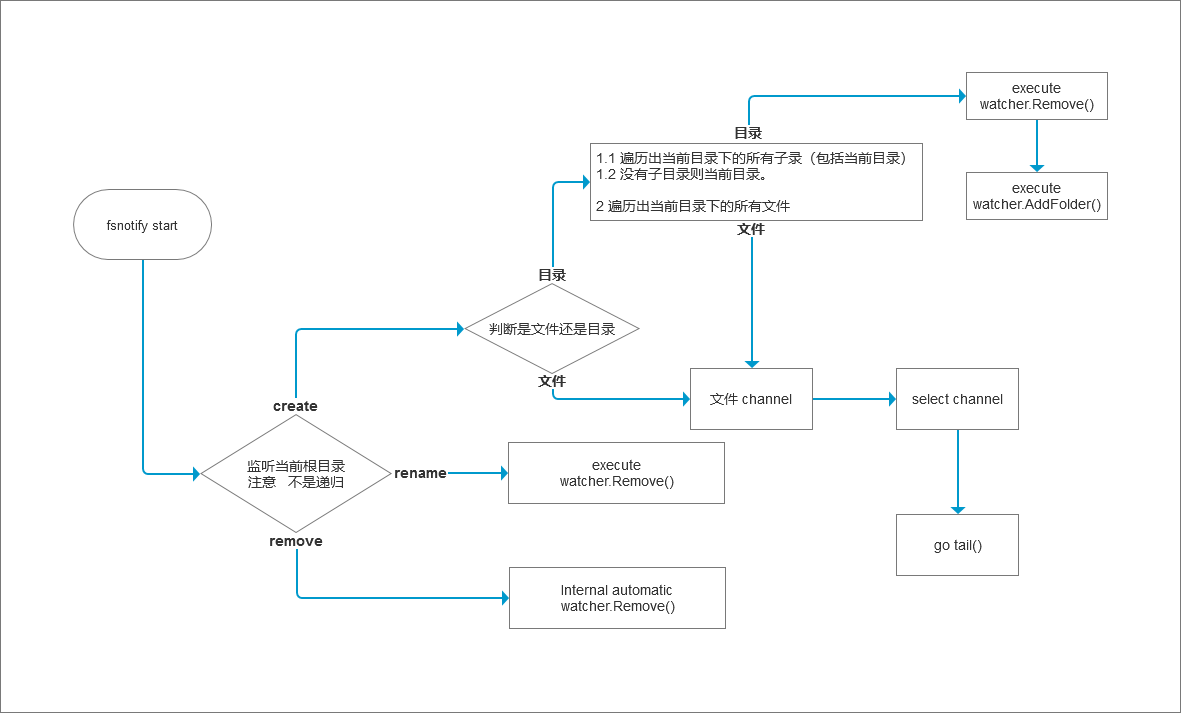 execute
watcher.Remove()
目录
1.1 遍历出当前目录下的所有子录（包括当前目录）
1.2 没有子目录则当前目录。
2 遍历出当前目录下的所有文件
execute
watcher.AddFolder()
fsnotify start
文件
目录
判断是文件还是目录
文件
文件 channel
select channel
create
监听当前根目录
注意 不是递归
rename
execute
watcher.Remove()
remove
go tail()
Internal automatic
watcher.Remove()